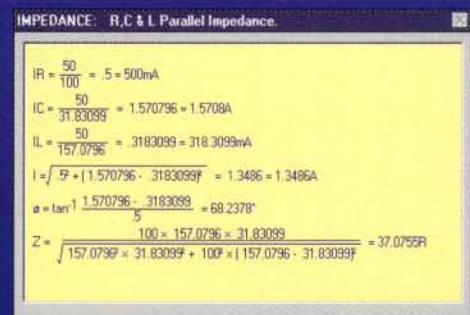 IMPEDANCE: R,C & L Parallel Impedance.
IR = 50/100 = .5 = 500mA
IC = 50/31.83099 = 1.570796 = 1.5708A
IL = 50/157.0796 = .3183099 = 318.3099mA
I = √.5² + (1.570796 - .3183099)² = 1.3486 = 1.3486A
ø = tan-1 1.570796 - .3183099/.5 = 68.2378°
Z = 100 × 157.0796 × 31.83099/√157.0796² × 31.83099² + 100² × (157.0796 - 31.83099)² = 37.0755R